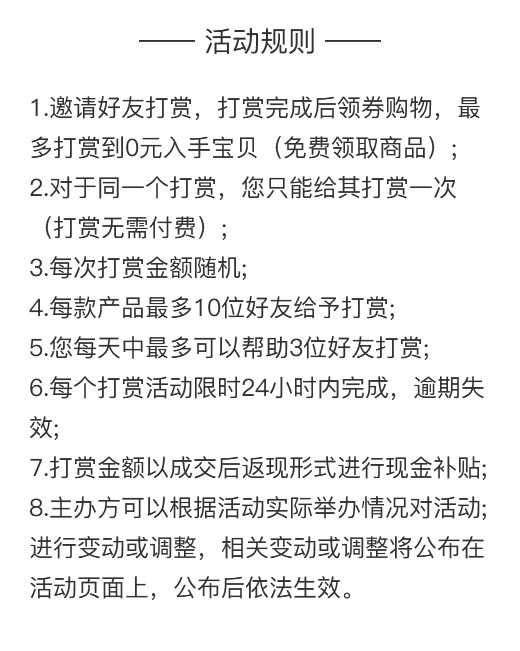 —— 活动规则 ——
1.邀请好友打赏，打赏完成后领券购物，最
多打赏到0元入手宝贝（免费领取商品）;
2.对于同一个打赏，您只能给其打赏一次
（打赏无需付费）;
3.每次打赏金额随机;
4.每款产品最多10位好友给予打赏;
5.您每天中最多可以帮助3位好友打赏;
6.每个打赏活动限时24小时内完成，逾期失
效;
7.打赏金额以成交后返现形式进行现金补贴;
8.主办方可以根据活动实际举办情况对活动;
进行变动或调整，相关变动或调整将公布在
活动页面上，公布后依法生效。